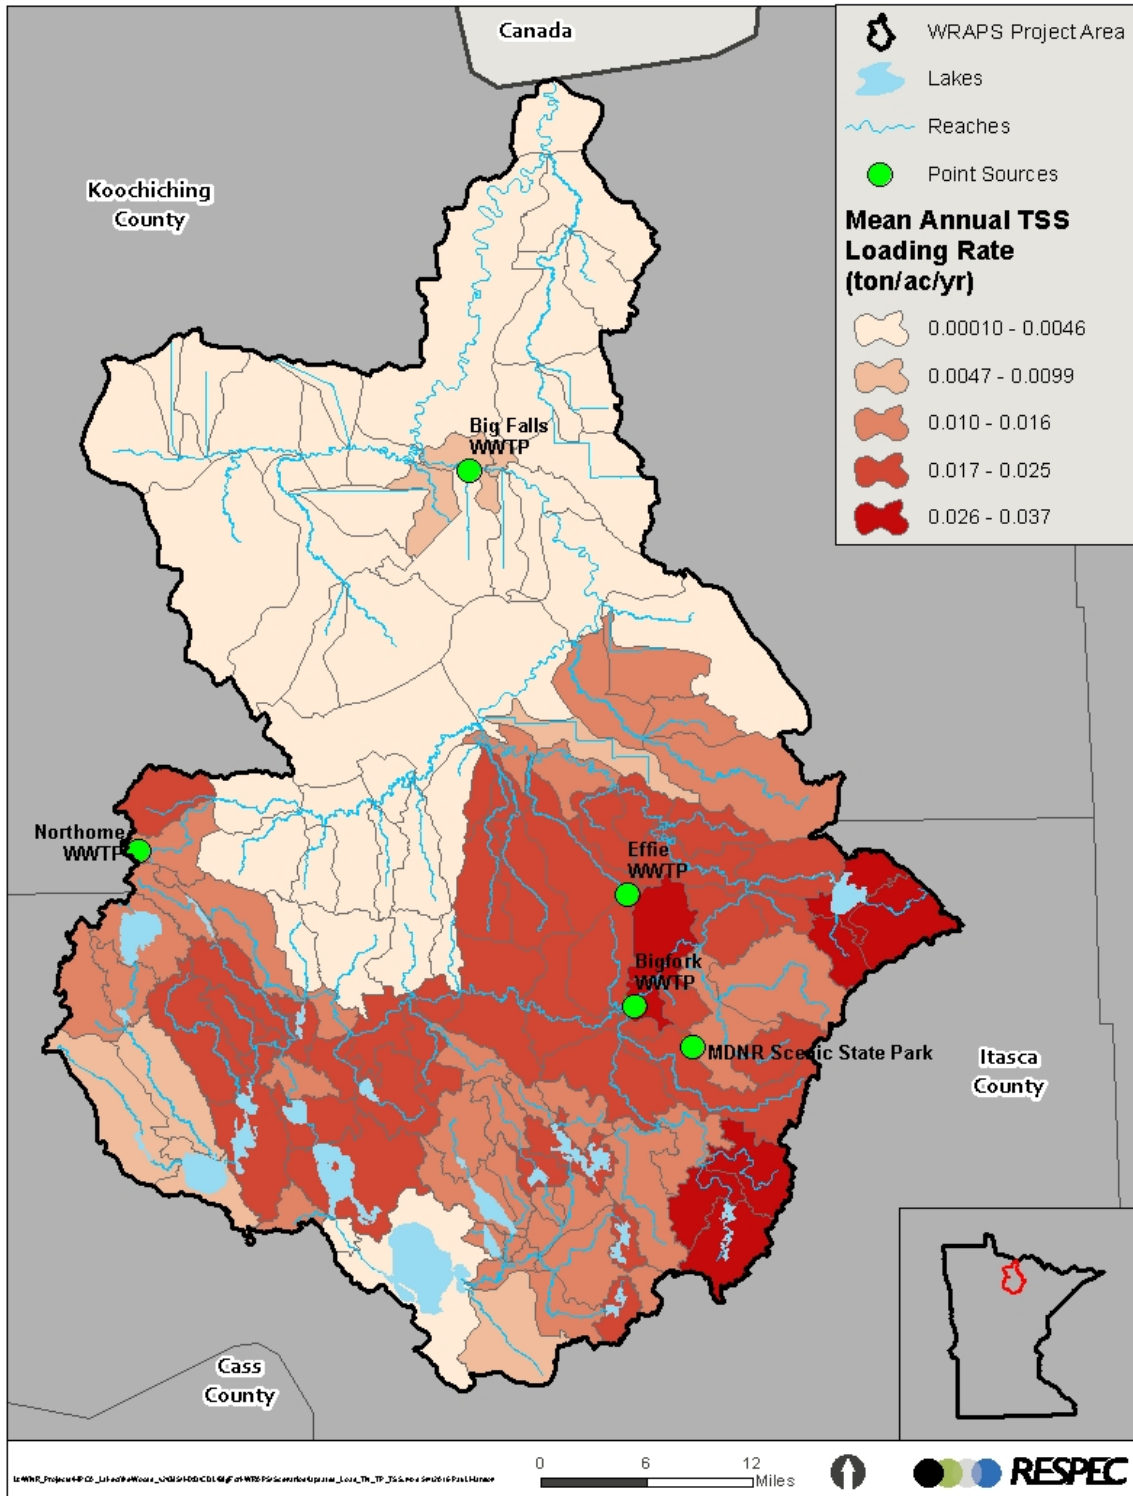 Canada
WRAPS Project Area
Lakes
Reaches
Point Sources
Mean Annual TSS
Loading Rate
(ton/ac/yr)
0.00010 - 0.0046
0.0047 - 0.0099
0.010 - 0.016
0.017 - 0.025
0.026 - 0.037
Koochiching
County
Big Falls
WWTP
Northome
WWTP
Effie
WWTP
Bigfork
WWTP
MDNR Scenic State Park
Itasca
County
Cass
County
0 6 12
Miles
RESPEC